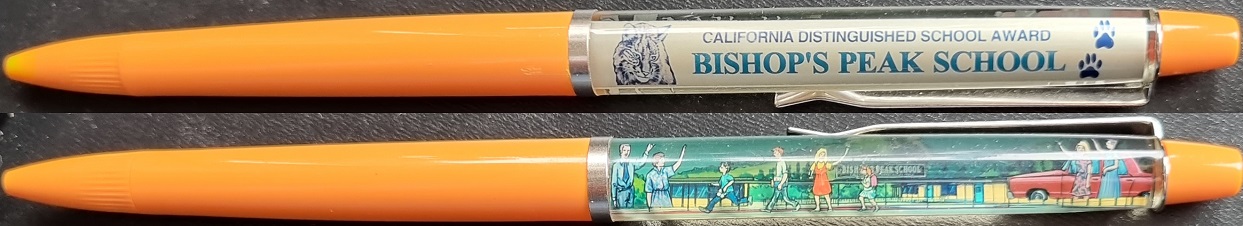 CALIFORNIA DISTINGUISHED SCHOOL AWARD
BISHOP'S PEAK SCHOOL
BISHOP'S PEAK SCHOOL